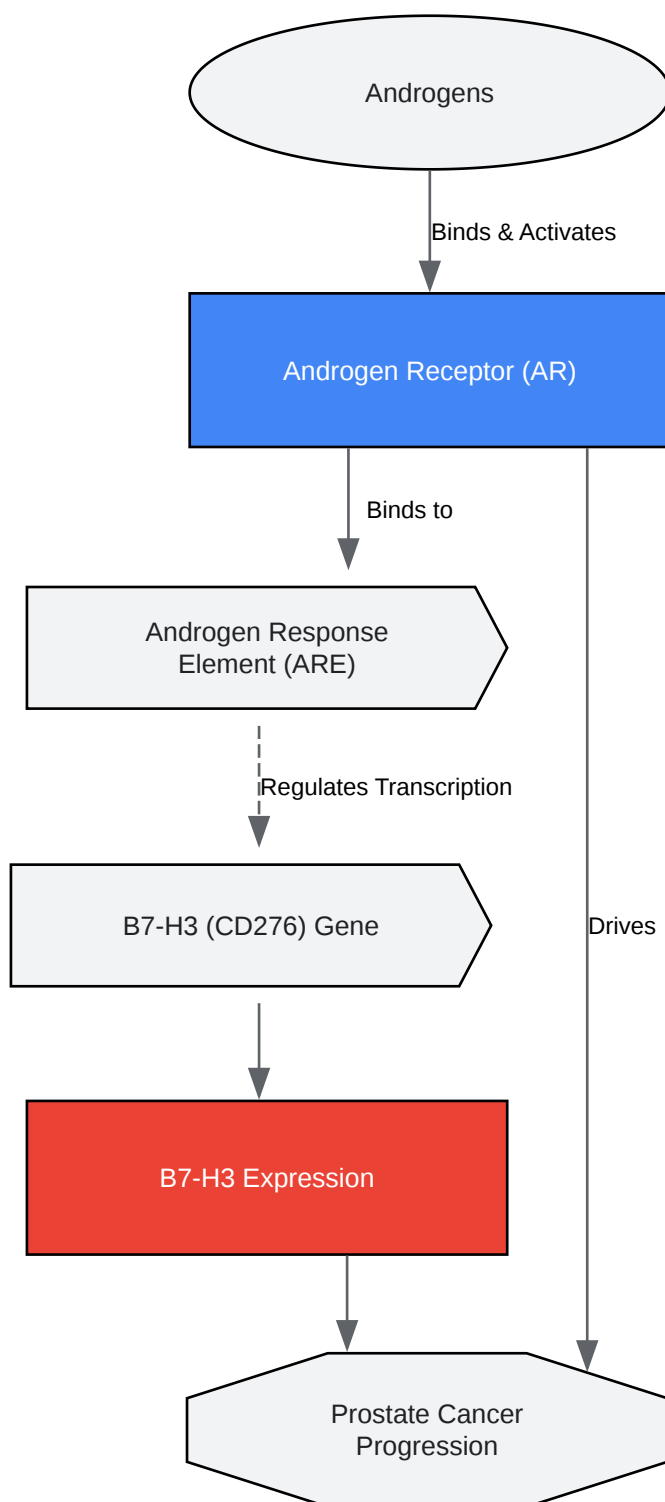 Androgens
Binds & Activates
Androgen Receptor (AR)
Binds to
Androgen Response
Element (ARE)
Regulates Transcription
B7-H3 (CD276) Gene
Drives
B7-H3 Expression
Prostate Cancer
Progression